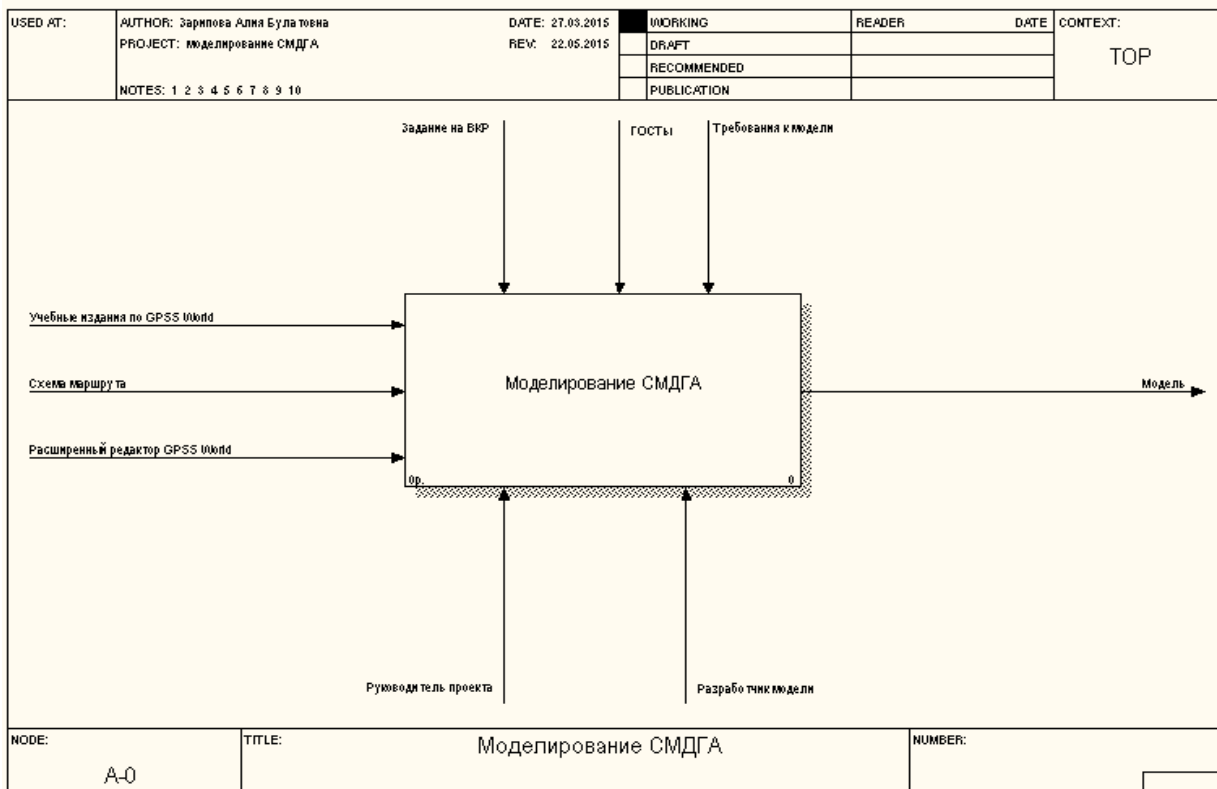 USED AT:
AUTHOR: Зарипова Алия Булатовна
DATE: 27.03.2015
WORKING
READER
DATE
CONTEXT:
PROJECT: моделирование СМДГА
REV: 22.05.2015
DRAFT
TOP
RECOMMENDED
NOTES: 1 2 3 4 5 6 7 8 9 10
PUBLICATION
Задание на ВКР
ГОСТы
Требования к модели
Учебные издания по GPSS World
Схема маршрута
Моделирование СМДГА
Модель
Расширенный редактор GPSS World
0р.
0
Руководитель проекта
Разработчик модели
NODE:
TITLE:
Моделирование СМДГА
NUMBER:
A-0